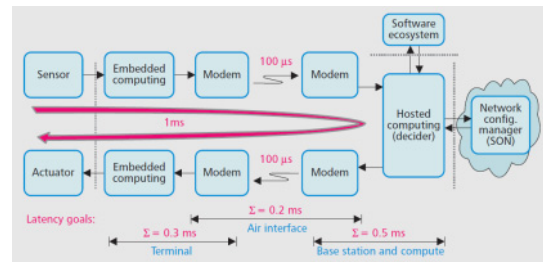 Software
ecosystem
Sensor
Embedded
computing
Modem
100 μs
Modem
Hosted
computing
(decider)
Network
config.
manager
(SON)
1ms
Actuator
Embedded
computing
Modem
100 μs
Modem
Latency goals:
Σ = 0.2 ms
Air interface
Σ = 0.3 ms
Terminal
Σ = 0.5 ms
Base station and compute